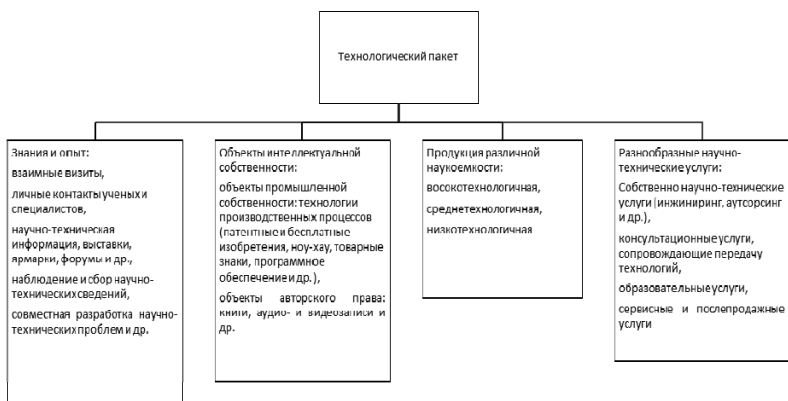 Технологический пакет
Знания и опыт:
взаимные визиты,
личные контакты ученых и
специалистов,
научно-техническая
информация, выставки,
ярмарки, форумы и др.,
наблюдение и сбор научно-
технических сведений,
совместная разработка научно-
технических проблем и др.
Объекты интеллектуальной
собственности:
объекты промышленной
собственности: технологии
производственных процессов
(патентные и бесплатные
изобретения, ноу-хау, товарные
знаки, программное
обеспечение и др.),
объекты авторского права:
книги, аудио- и видеозаписи и
др.
Продукция различной
наукоемкости:
восокотехнологичная,
среднетехнологичная,
низкотехнологичная
Разнообразные научно-
технические услуги:
Собственно научно-технические
услуги (инжиниринг, аутсорсинг
и др.),
консультационные услуги,
сопровождающие передачу
технологий,
образовательные услуги,
сервисные и послепродажные
услуги